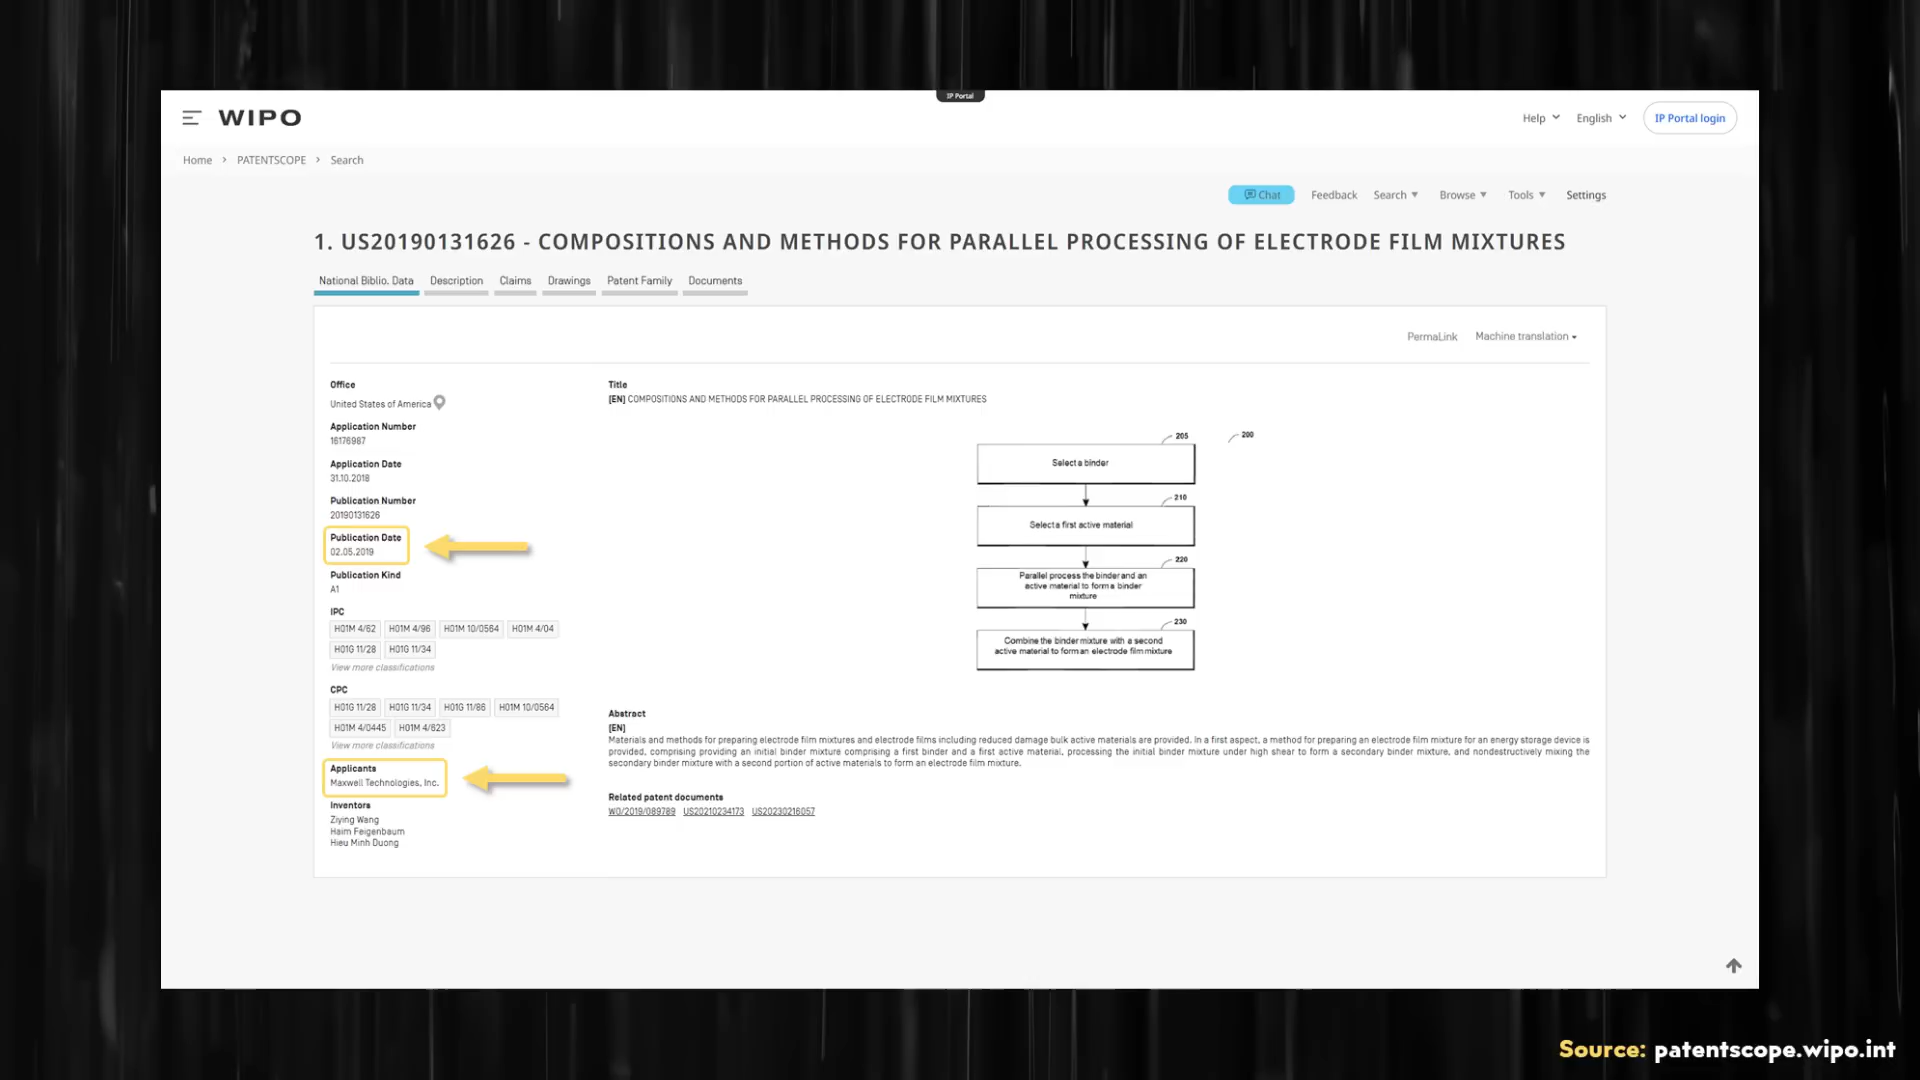 IP Portal
WIPO
Help
English
IP Portal login
Home > PATENTSCOPE > Search
Chat
Feedback
Search
Browse
Tools
Settings
1. US20190131626 - COMPOSITIONS AND METHODS FOR PARALLEL PROCESSING OF ELECTRODE FILM MIXTURES
National Biblio. Data
Description
Claims
Drawings
Patent Family
Documents
PermaLink
Machine translation
Office
United States of America
Application Number
16176987
Application Date
31.10.2018
Publication Number
20190131626
Publication Date
02.05.2019
Publication Kind
A1
IPC
H01M 4/62 H01M 4/96 H01M 10/0564 H01M 4/04
H01G 11/28 H01G 11/34
View more classifications
CPC
H01G 11/28 H01G 11/34 H01G 11/86 H01M 10/0564
H01M 4/0445 H01M 4/623
View more classifications
Applicants
Maxwell Technologies, Inc.
Inventors
Ziying Wang
Haim Feigenbaum
Hieu Minh Duong
Title
[EN] COMPOSITIONS AND METHODS FOR PARALLEL PROCESSING OF ELECTRODE FILM MIXTURES
205
200
Select a binder
210
Select a first active material
220
Parallel process the binder and an
active material to form a binder
mixture
230
Combine the binder mixture with a second
active material to form an electrode film mixture
Abstract
[EN]
Materials and methods for preparing electrode film mixtures and electrode films including reduced damage bulk active materials are provided. In a first aspect, a method for preparing an electrode film mixture for an energy storage device is
provided, comprising providing an initial binder mixture comprising a first binder and a first active material, processing the initial binder mixture under high shear to form a secondary binder mixture, and nondestructively mixing the
secondary binder mixture with a second portion of active materials to form an electrode film mixture.
Related patent documents
WO/2019/089789 US20210234173 US20230216057
Source: patentscope.wipo.int